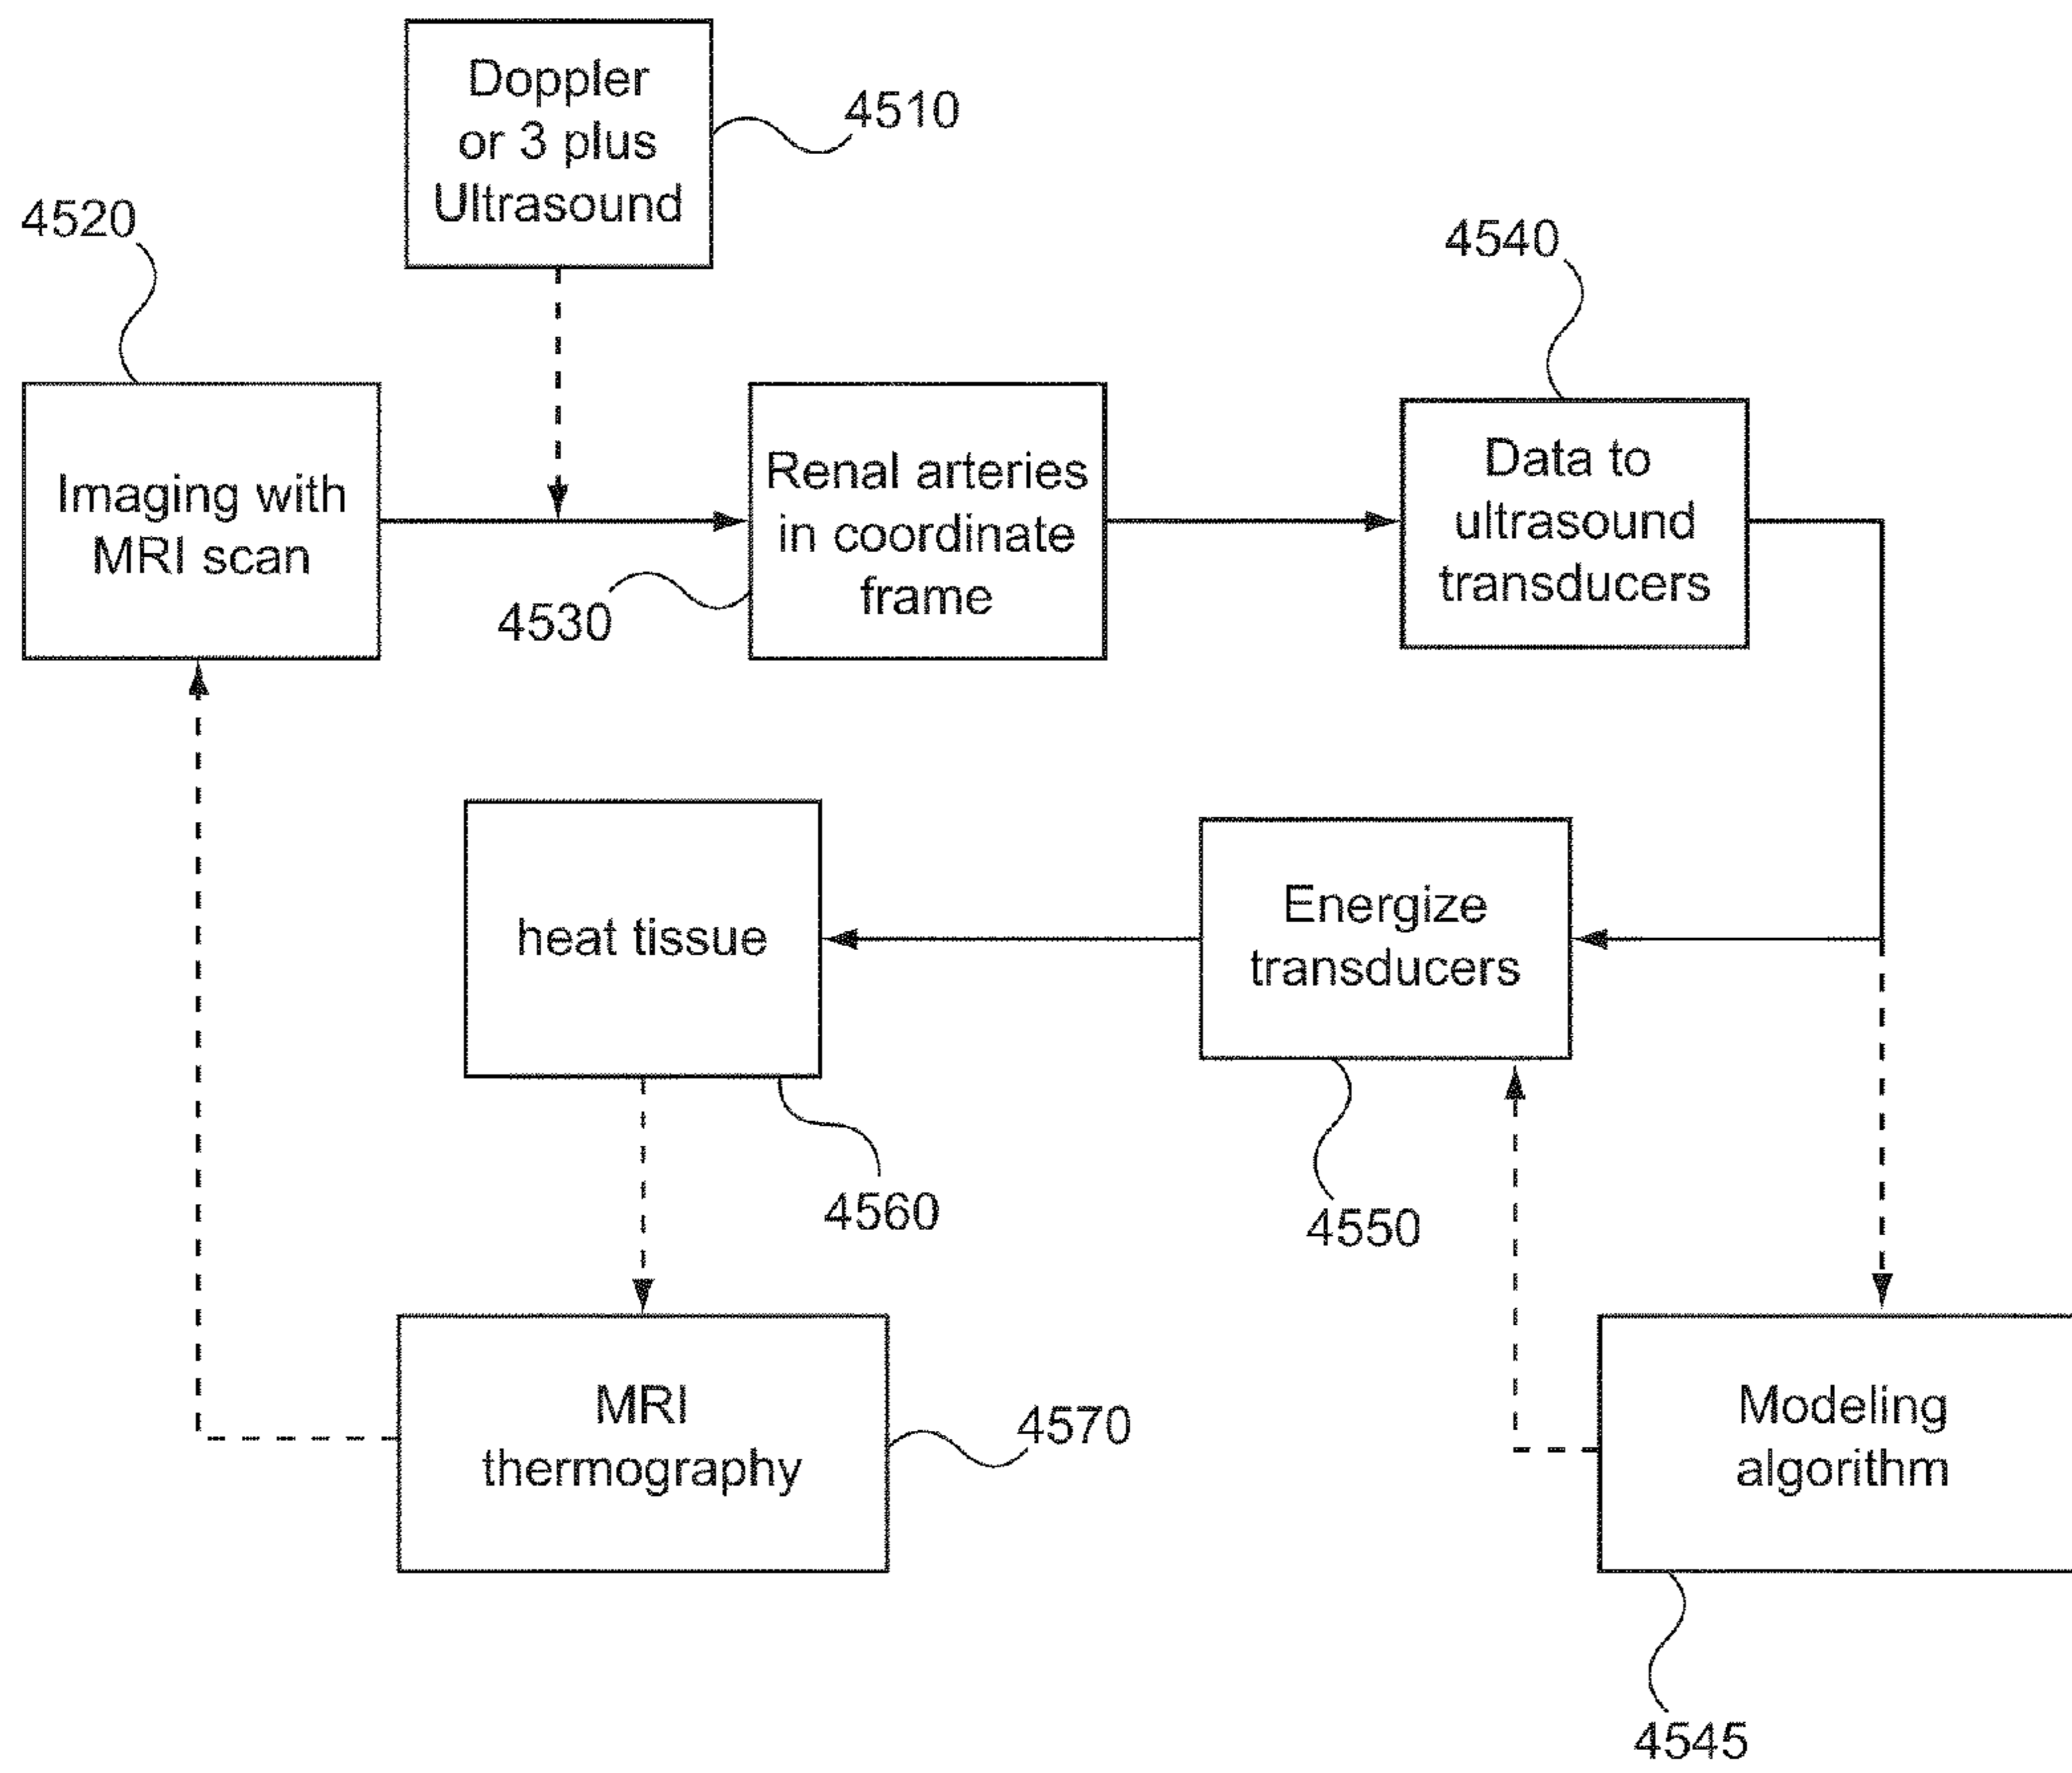 Doppler
or 3 plus
Ultrasound
4510
4520
4540
Imaging with
MRI scan
Renal arteries
in coordinate
frame
4530
Data to
ultrasound
transducers
heat tissue
4560
Energize
transducers
4550
MRI
thermography
4570
Modeling
algorithm
4545